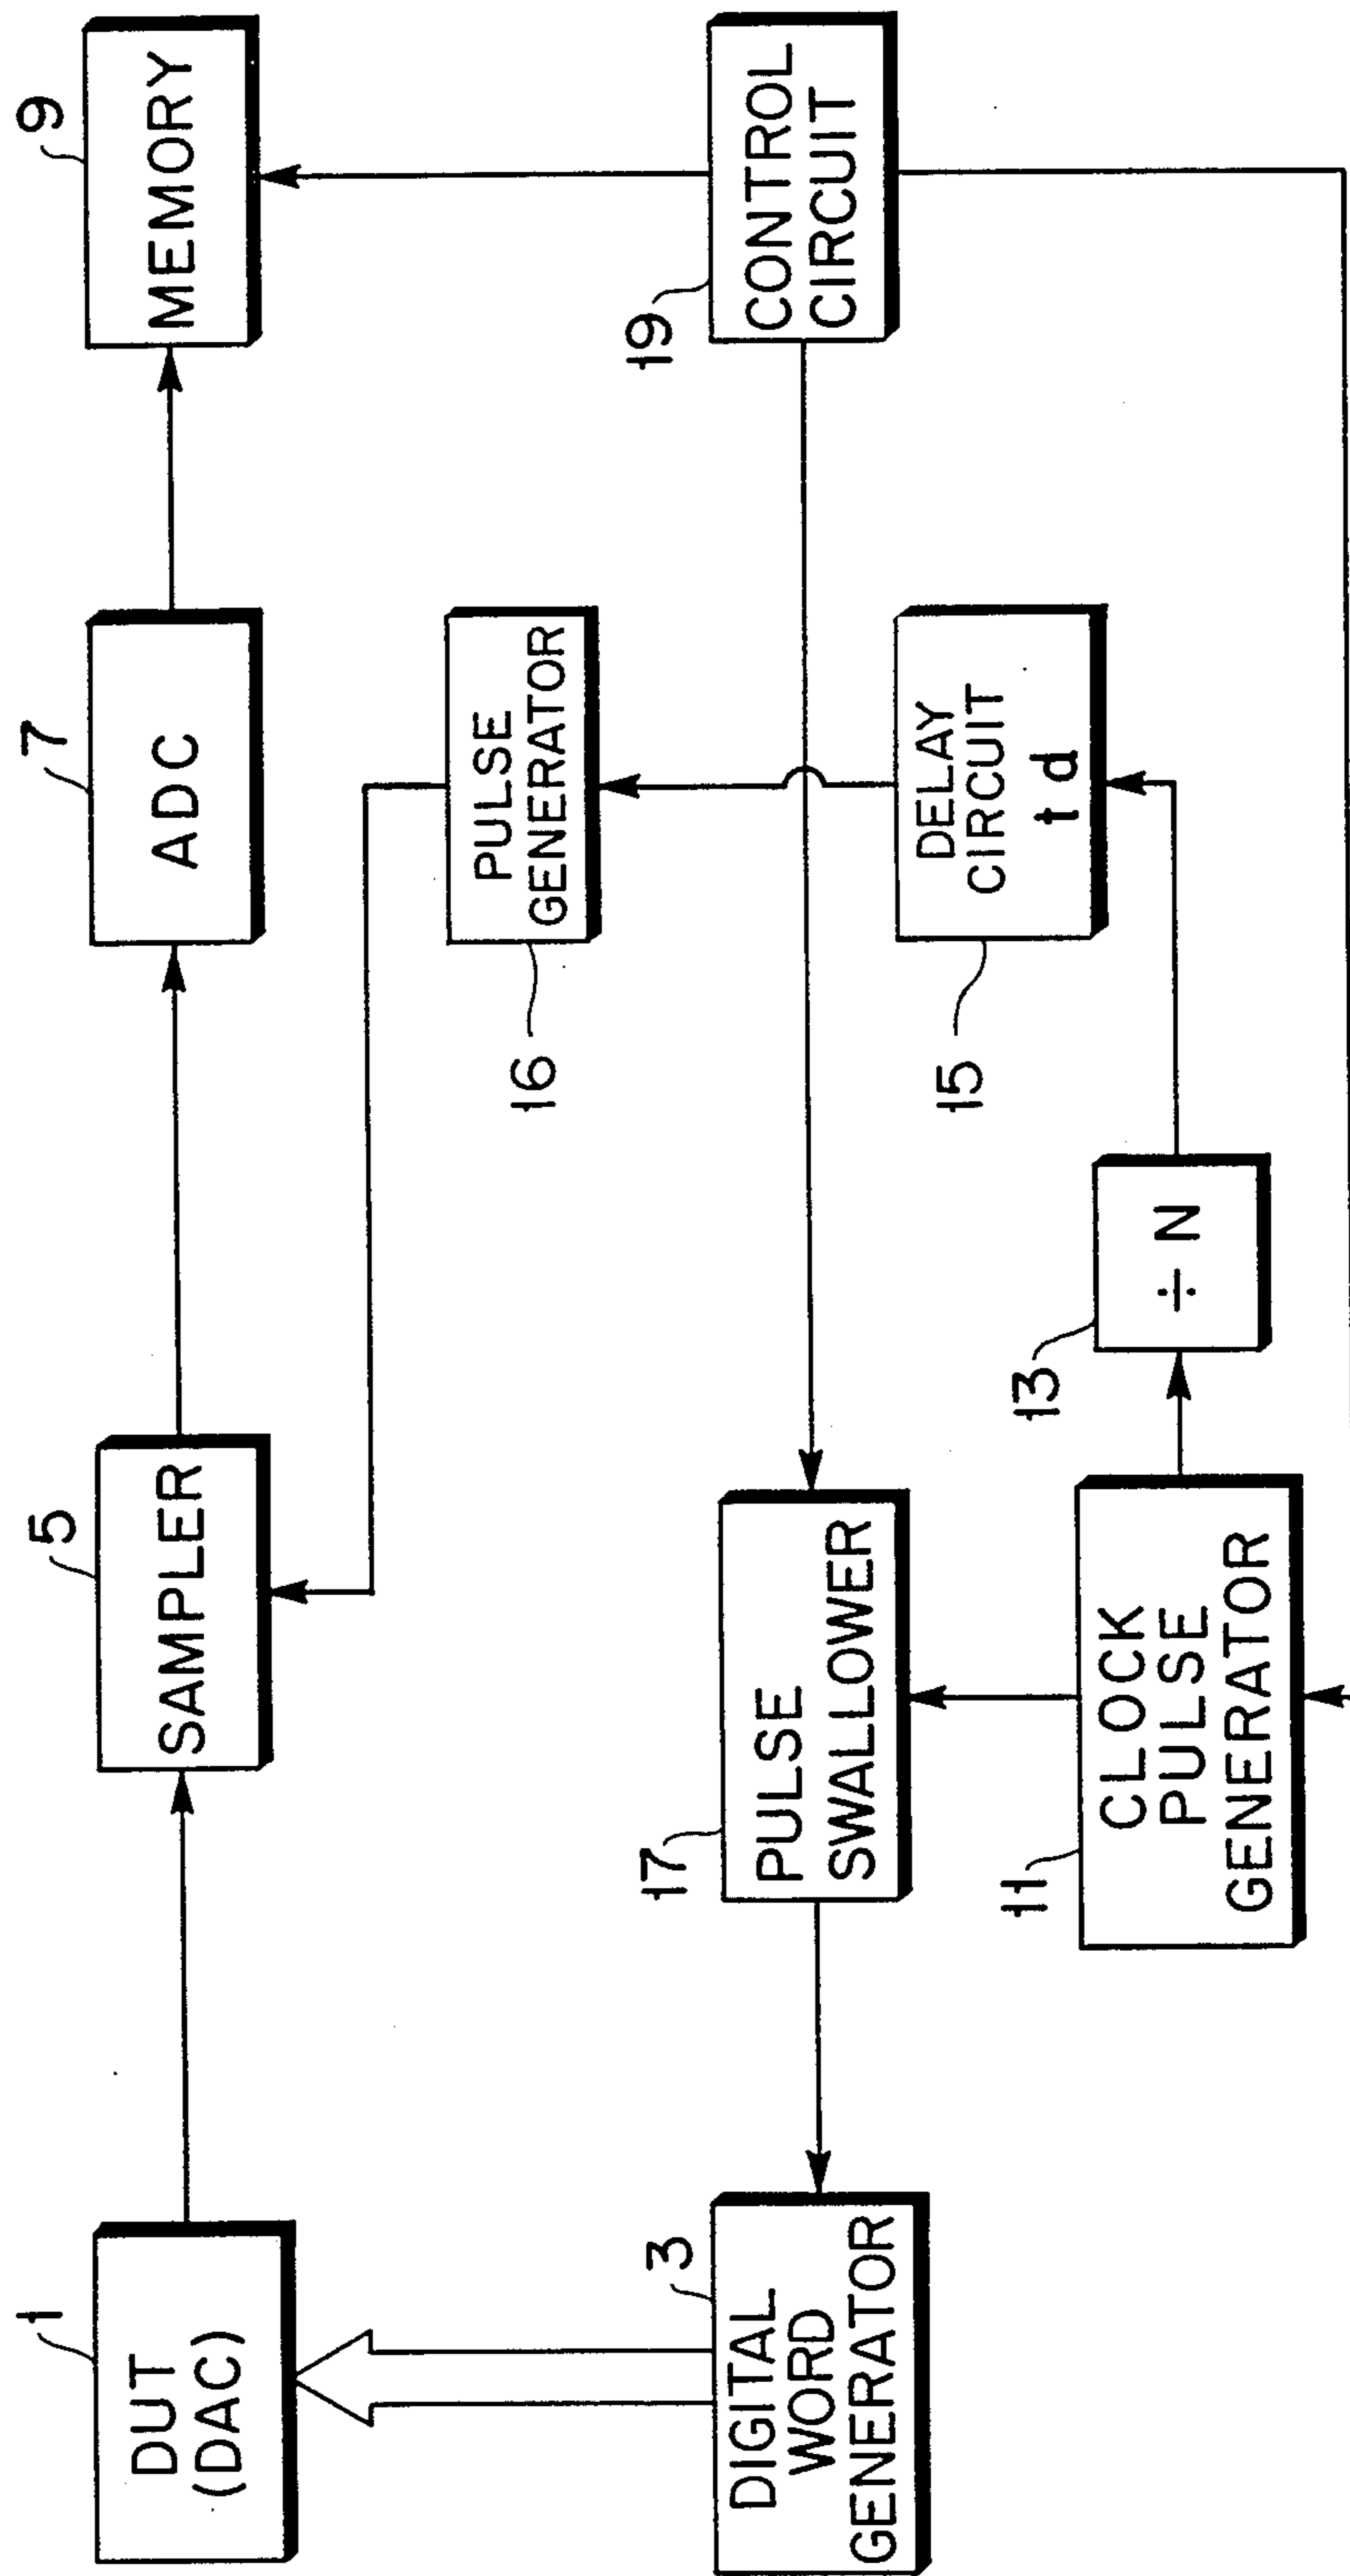 1
DUT
(DAC)
5
SAMPLER
7
ADC
9
MEMORY
16
PULSE
GENERATOR
3
DIGITAL
WORD
GENERATOR
17
PULSE
SWALLOWER
19
CONTROL
CIRCUIT
15
DELAY
CIRCUIT
td
11
CLOCK
PULSE
GENERATOR
13
÷ N